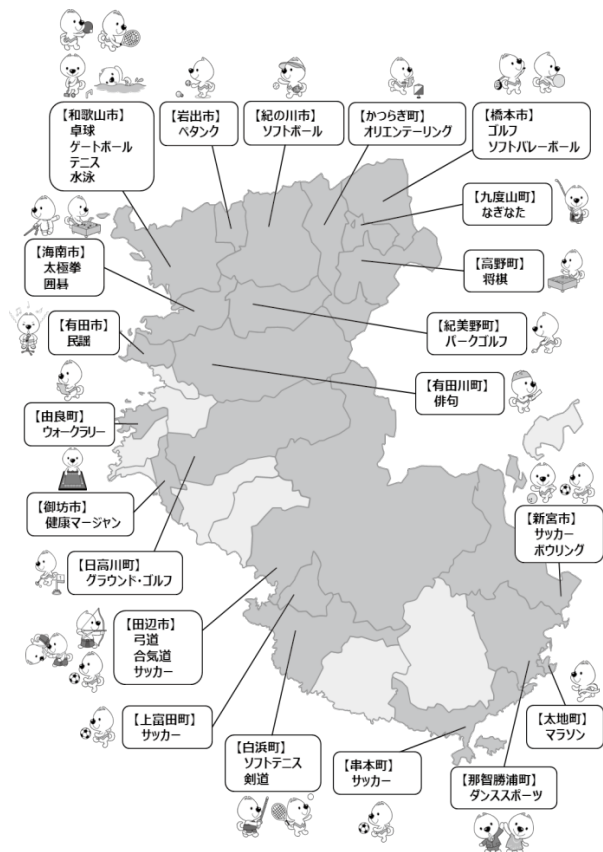 【和歌山市】
卓球
ゲートボール
テニス
水泳
【岩出市】
ペタンク
【紀の川市】
ソフトボール
【かつらぎ町】
オリエンテーリング
【橋本市】
ゴルフ
ソフトバレーボール
【九度山町】
なぎなた
【高野町】
将棋
【海南市】
太極拳
囲碁
【有田市】
民謡
【紀美野町】
パークゴルフ
【有田川町】
俳句
【由良町】
ウォークラリー
【御坊市】
健康マージャン
【新宮市】
サッカー
ボウリング
【日高川町】
グラウンド・ゴルフ
【田辺市】
弓道
合気道
サッカー
【上富田町】
サッカー
【白浜町】
ソフトテニス
剣道
【串本町】
サッカー
【太地町】
マラソン
【那智勝浦町】
ダンススポーツ